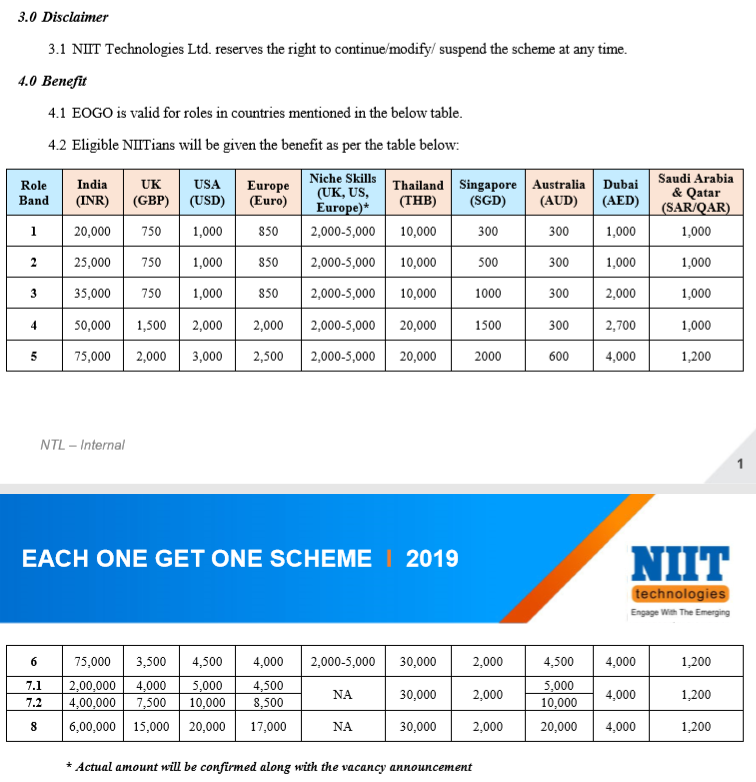 3.0 Disclaimer
3.1 NIIT Technologies Ltd. reserves the right to continue/modify/ suspend the scheme at any time.
4.0 Benefit
4.1 EOGO is valid for roles in countries mentioned in the below table.
4.2 Eligible NIITians will be given the benefit as per the table below:
Role Band | India (INR) | UK (GBP) | USA (USD) | Europe (Euro) | Niche Skills (UK, US, Europe)* | Thailand (THB) | Singapore (SGD) | Australia (AUD) | Dubai (AED) | Saudi Arabia & Qatar (SAR/QAR)
1 | 20,000 | 750 | 1,000 | 850 | 2,000-5,000 | 10,000 | 300 | 300 | 1,000 | 1,000
2 | 25,000 | 750 | 1,000 | 850 | 2,000-5,000 | 10,000 | 500 | 300 | 1,000 | 1,000
3 | 35,000 | 750 | 1,000 | 850 | 2,000-5,000 | 10,000 | 1000 | 300 | 2,000 | 1,000
4 | 50,000 | 1,500 | 2,000 | 2,000 | 2,000-5,000 | 20,000 | 1500 | 300 | 2,700 | 1,000
5 | 75,000 | 2,000 | 3,000 | 2,500 | 2,000-5,000 | 20,000 | 2000 | 600 | 4,000 | 1,200
NTL – Internal
1
EACH ONE GET ONE SCHEME | 2019
NIIT
technologies
Engage With The Emerging
6 | 75,000 | 3,500 | 4,500 | 4,000 | 2,000-5,000 | 30,000 | 2,000 | 4,500 | 4,000 | 1,200
7.1 | 2,00,000 | 4,000 | 5,000 | 4,500 | NA | 30,000 | 2,000 | 5,000 | 4,000 | 1,200
7.2 | 4,00,000 | 7,500 | 10,000 | 8,500 | 10,000
8 | 6,00,000 | 15,000 | 20,000 | 17,000 | NA | 30,000 | 2,000 | 20,000 | 4,000 | 1,200
* Actual amount will be confirmed along with the vacancy announcement